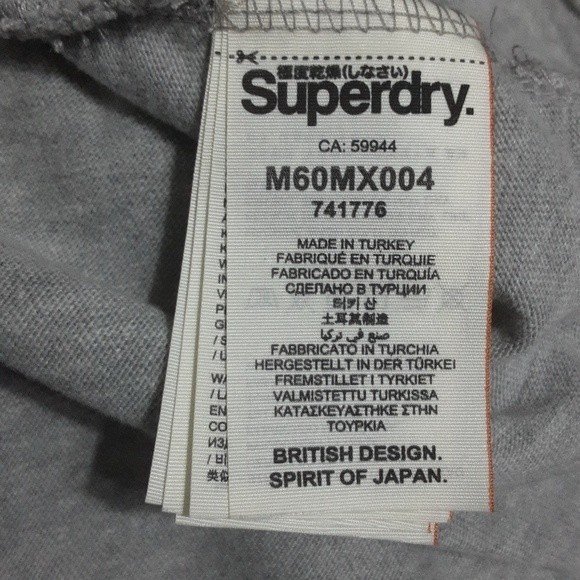 極度乾燥(しなさい)
Superdry.
CA: 59944
M60MX004
741776
MADE IN TURKEY
FABRIQUÉ EN TURQUIE
FABRICADO EN TURQUÍA
СДЕЛАНО В ТУРЦИИ
터키 산
土耳其制造
صنع في تركيا
FABBRICATO IN TURCHIA
HERGESTELLT IN DER TÜRKEI
FREMSTILLET I TYRKIET
VALMISTETTU TURKISSA
ΚΑΤΑΣΚΕΥΑΣΤΗΚΕ ΣΤΗΝ
ΤΟΥΡΚΙΑ
BRITISH DESIGN.
SPIRIT OF JAPAN.